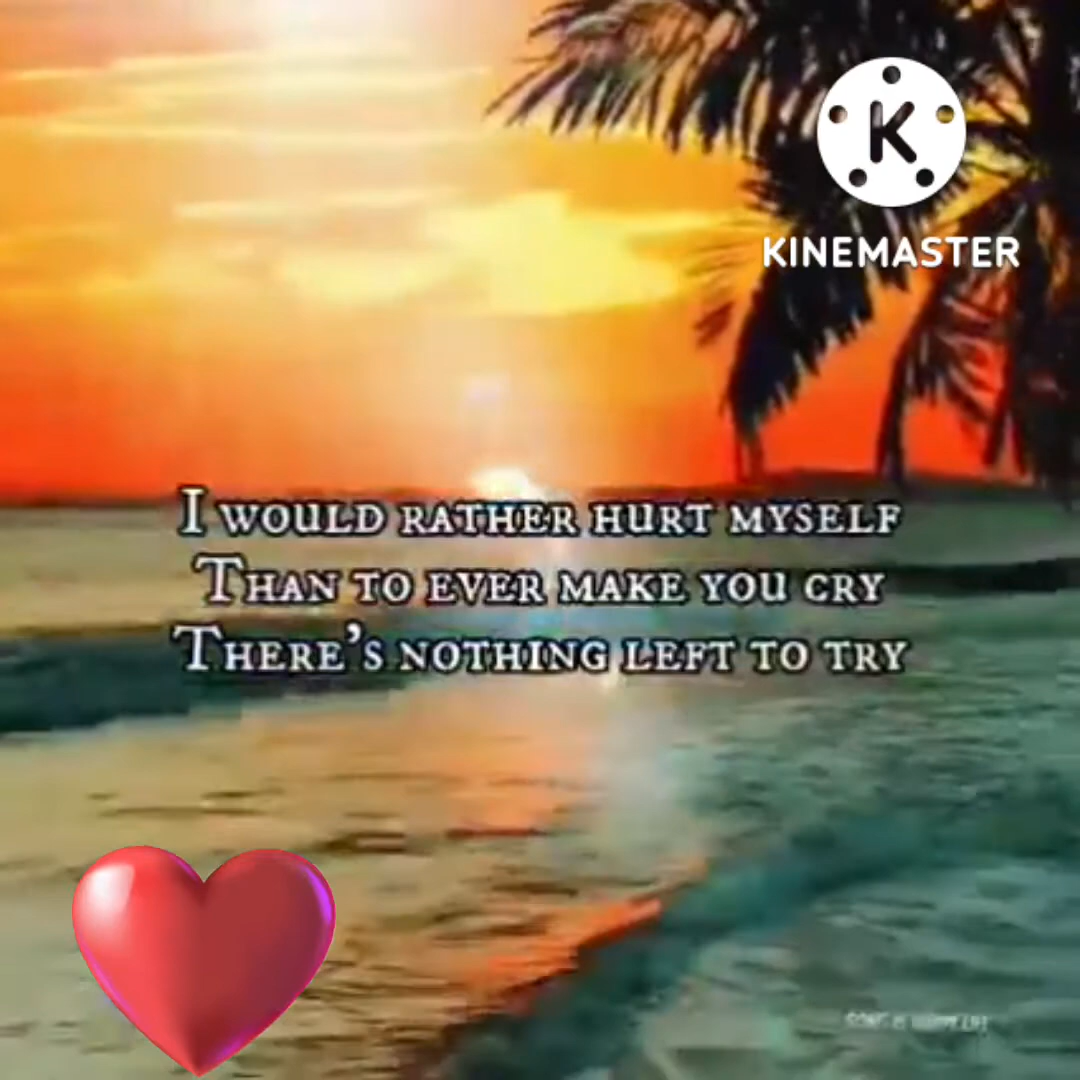 K
KINEMASTER
I WOULD RATHER HURT MYSELF
THAN TO EVER MAKE YOU CRY
THERE'S NOTHING LEFT TO TRY